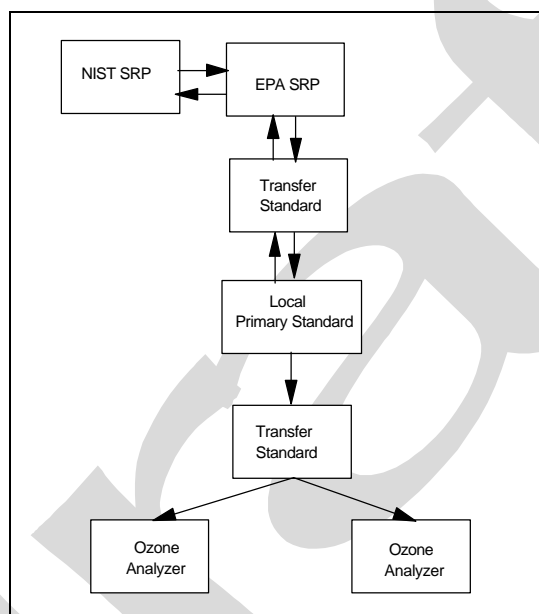 NIST SRP
EPA SRP
Transfer
Standard
Local
Primary Standard
Transfer
Standard
Ozone
Analyzer
Ozone
Analyzer